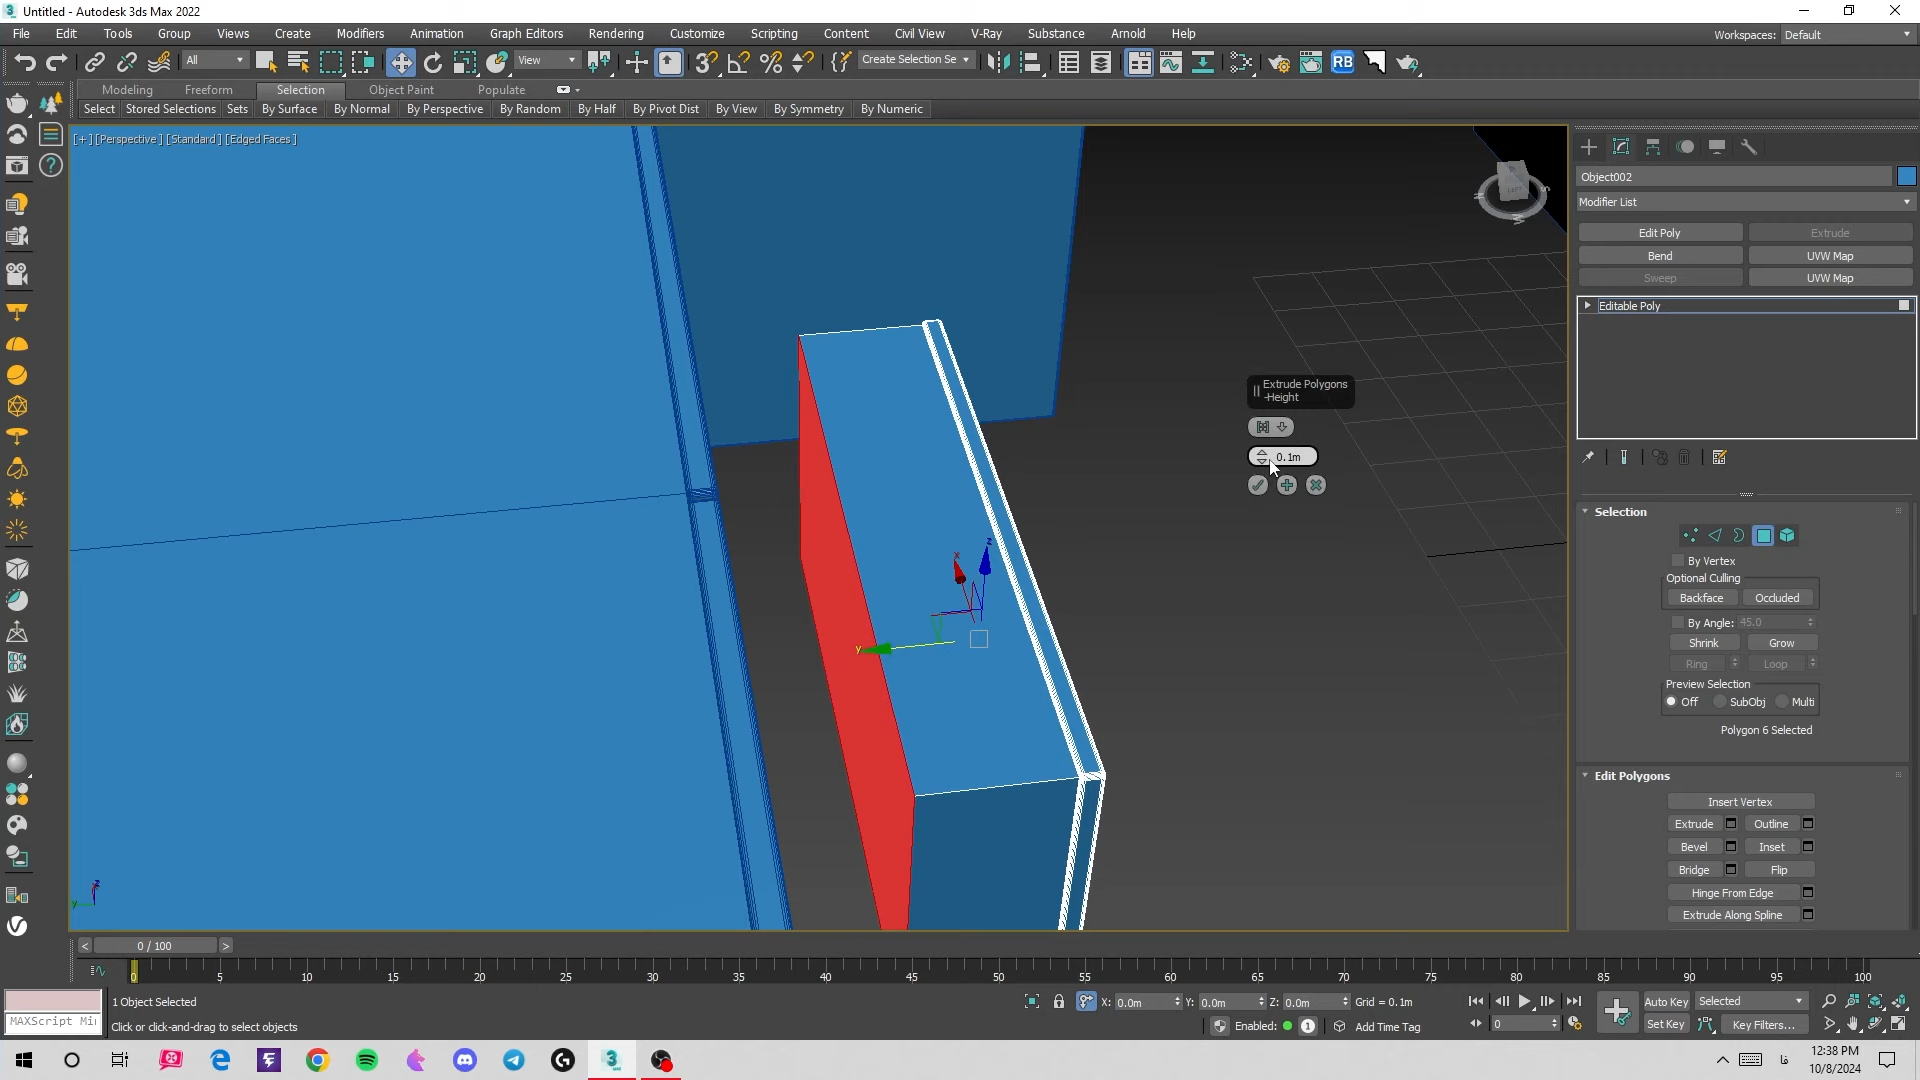 Untitled - Autodesk 3ds Max 2022
File Edit Tools Group Views Create Modifiers Animation Graph Editors Rendering Customize Scripting Content Civil View V-Ray Substance Arnold Help
Workspaces: Default
All View Create Selection Se RB
Modeling Freeform Selection Object Paint Populate
Select Stored Selections Sets By Surface By Normal By Perspective By Random By Half By Pivot Dist By View By Symmetry By Numeric
[+] [Perspective] [Standard] [Edged Faces]
Object002
Modifier List
Edit Poly Extrude
Bend UVW Map
Sweep UVW Map
Editable Poly
Extrude Polygons
-Height
0.1m
Selection
By Vertex
Optional Culling
Backface Occluded
By Angle: 45.0
Shrink Grow
Ring Loop
Preview Selection
Off SubObj Multi
Polygon 6 Selected
Edit Polygons
Insert Vertex
Extrude Outline
Bevel Inset
Bridge Flip
Hinge From Edge
Extrude Along Spline
x
z
y
z
y
LEFT
N
S
< 0 / 100 >
0 5 10 15 20 25 30 35 40 45 50 55 60 65 70 75 80 85 90 95 100
1 Object Selected
X: 0.0m Y: 0.0m Z: 0.0m Grid = 0.1m
Auto Key Selected
MAXScript Mi
Click or click-and-drag to select objects
Enabled: 1 Add Time Tag
0
Set Key Key Filters...
فا
12:38 PM
10/8/2024